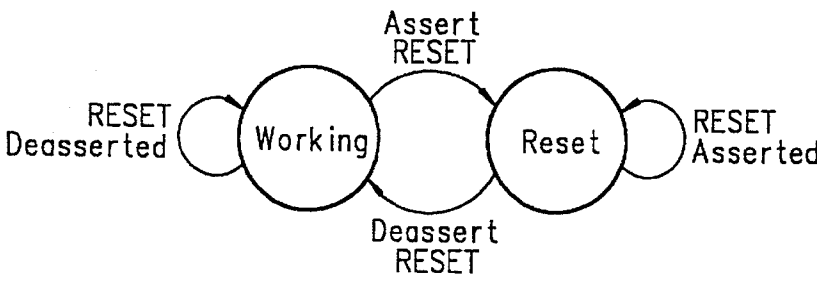 Assert
RESET
RESET
Deasserted
Working
Reset
RESET
Asserted
Deassert
RESET